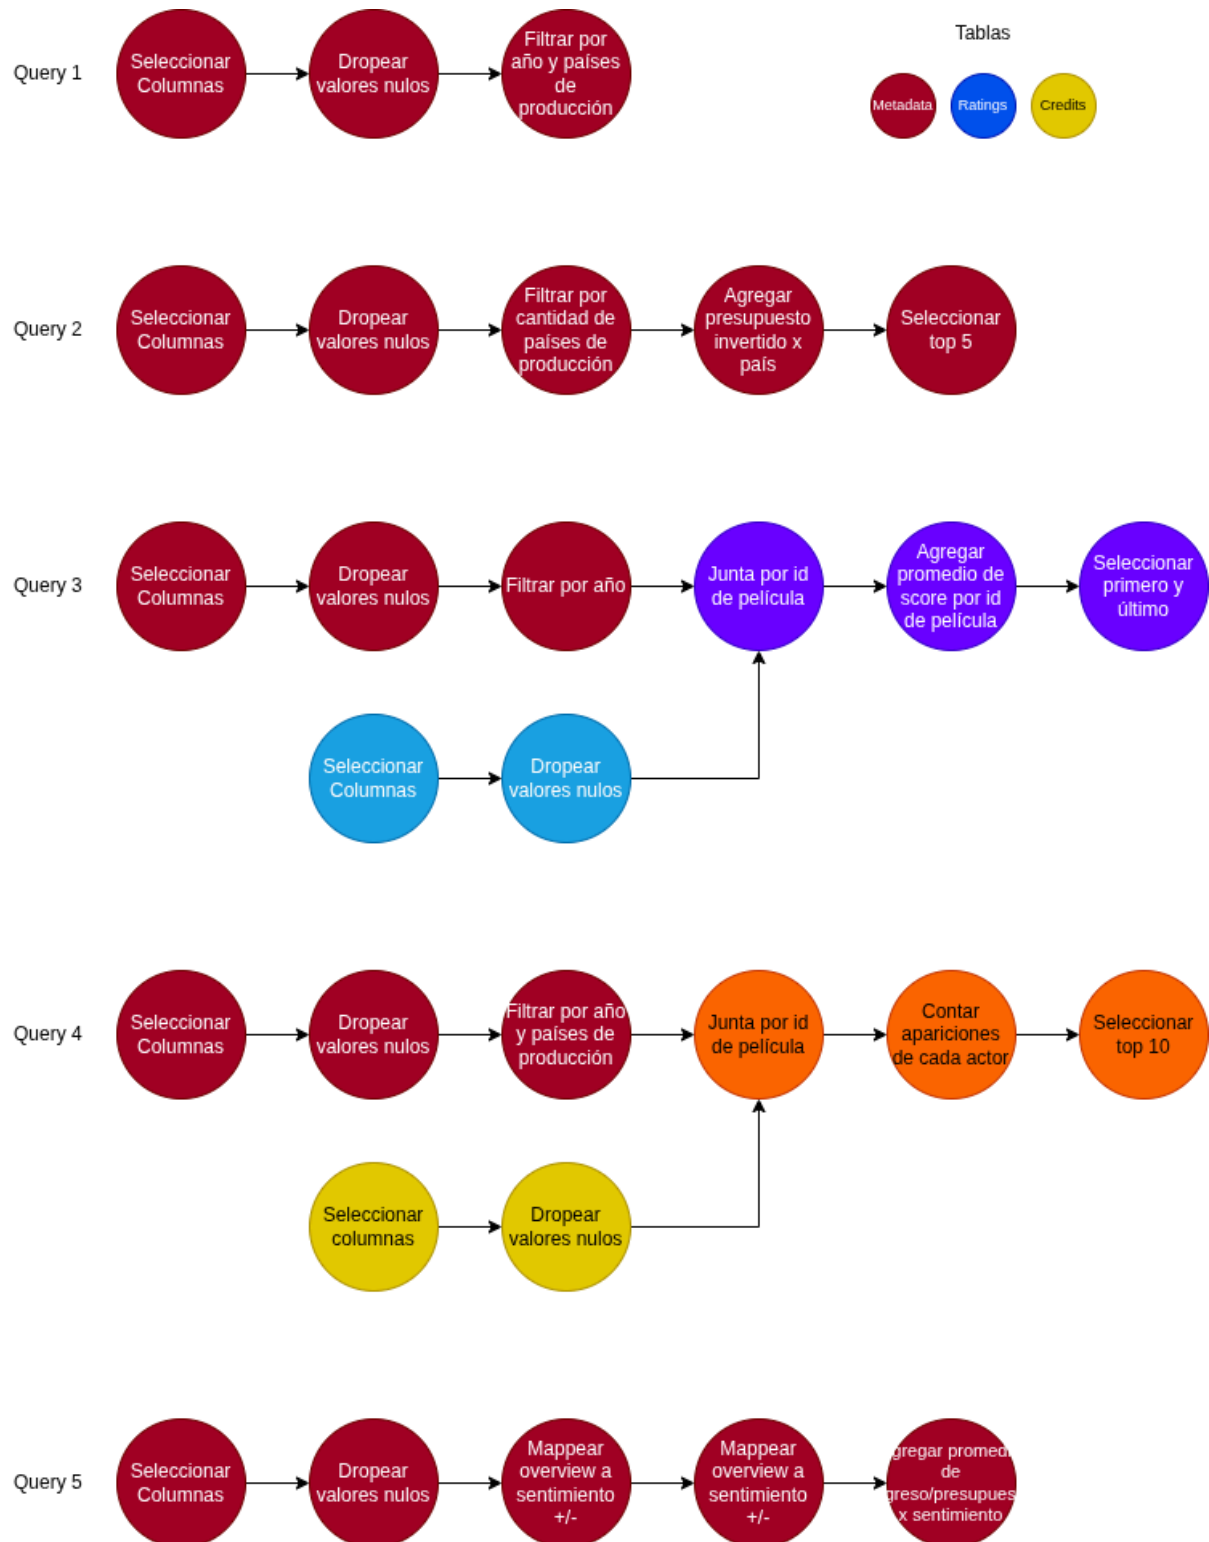 Query 1
Seleccionar
Columnas
Dropear
valores nulos
Filtrar por
año y países
de
producción
Tablas
Metadata
Ratings
Credits
Query 2
Seleccionar
Columnas
Dropear
valores nulos
Filtrar por
cantidad de
países de
producción
Agregar
presupuesto
invertido x
país
Seleccionar
top 5
Query 3
Seleccionar
Columnas
Dropear
valores nulos
Filtrar por año
Junta por id
de película
Agregar
promedio de
score por id
de película
Seleccionar
primero y
último
Seleccionar
Columnas
Dropear
valores nulos
Query 4
Seleccionar
Columnas
Dropear
valores nulos
Filtrar por año
y países de
producción
Junta por id
de película
Contar
apariciones
de cada actor
Seleccionar
top 10
Seleccionar
columnas
Dropear
valores nulos
Query 5
Seleccionar
Columnas
Dropear
valores nulos
Mappear
overview a
sentimiento
+/-
Mappear
overview a
sentimiento
+/-
gregar promedi
de
greso/presupues
x sentimiento